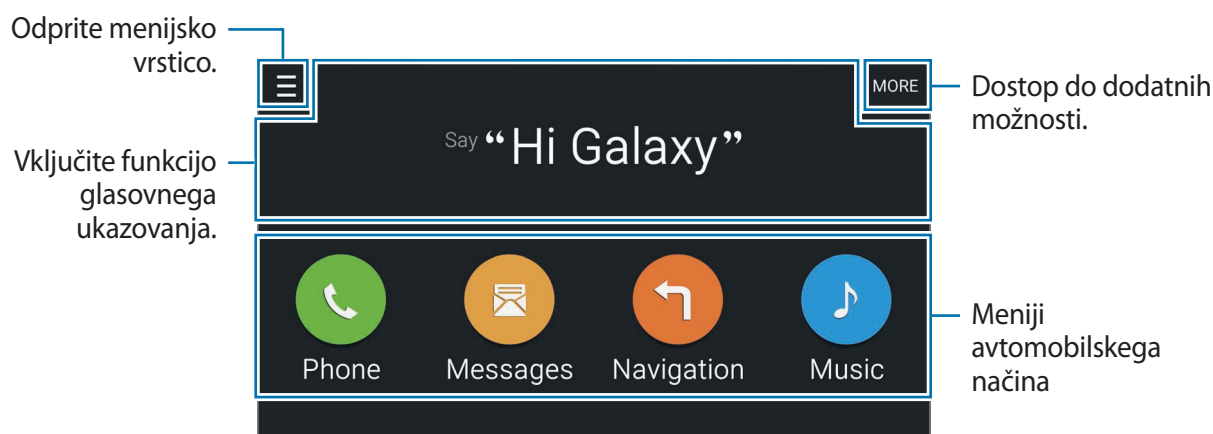 Odprite menijsko
vrstico.
MORE
Dostop do dodatnih
možnosti.
Say “Hi Galaxy”
Vključite funkcijo
glasovnega
ukazovanja.
Phone
Messages
Navigation
Music
Meniji
avtomobilskega
načina